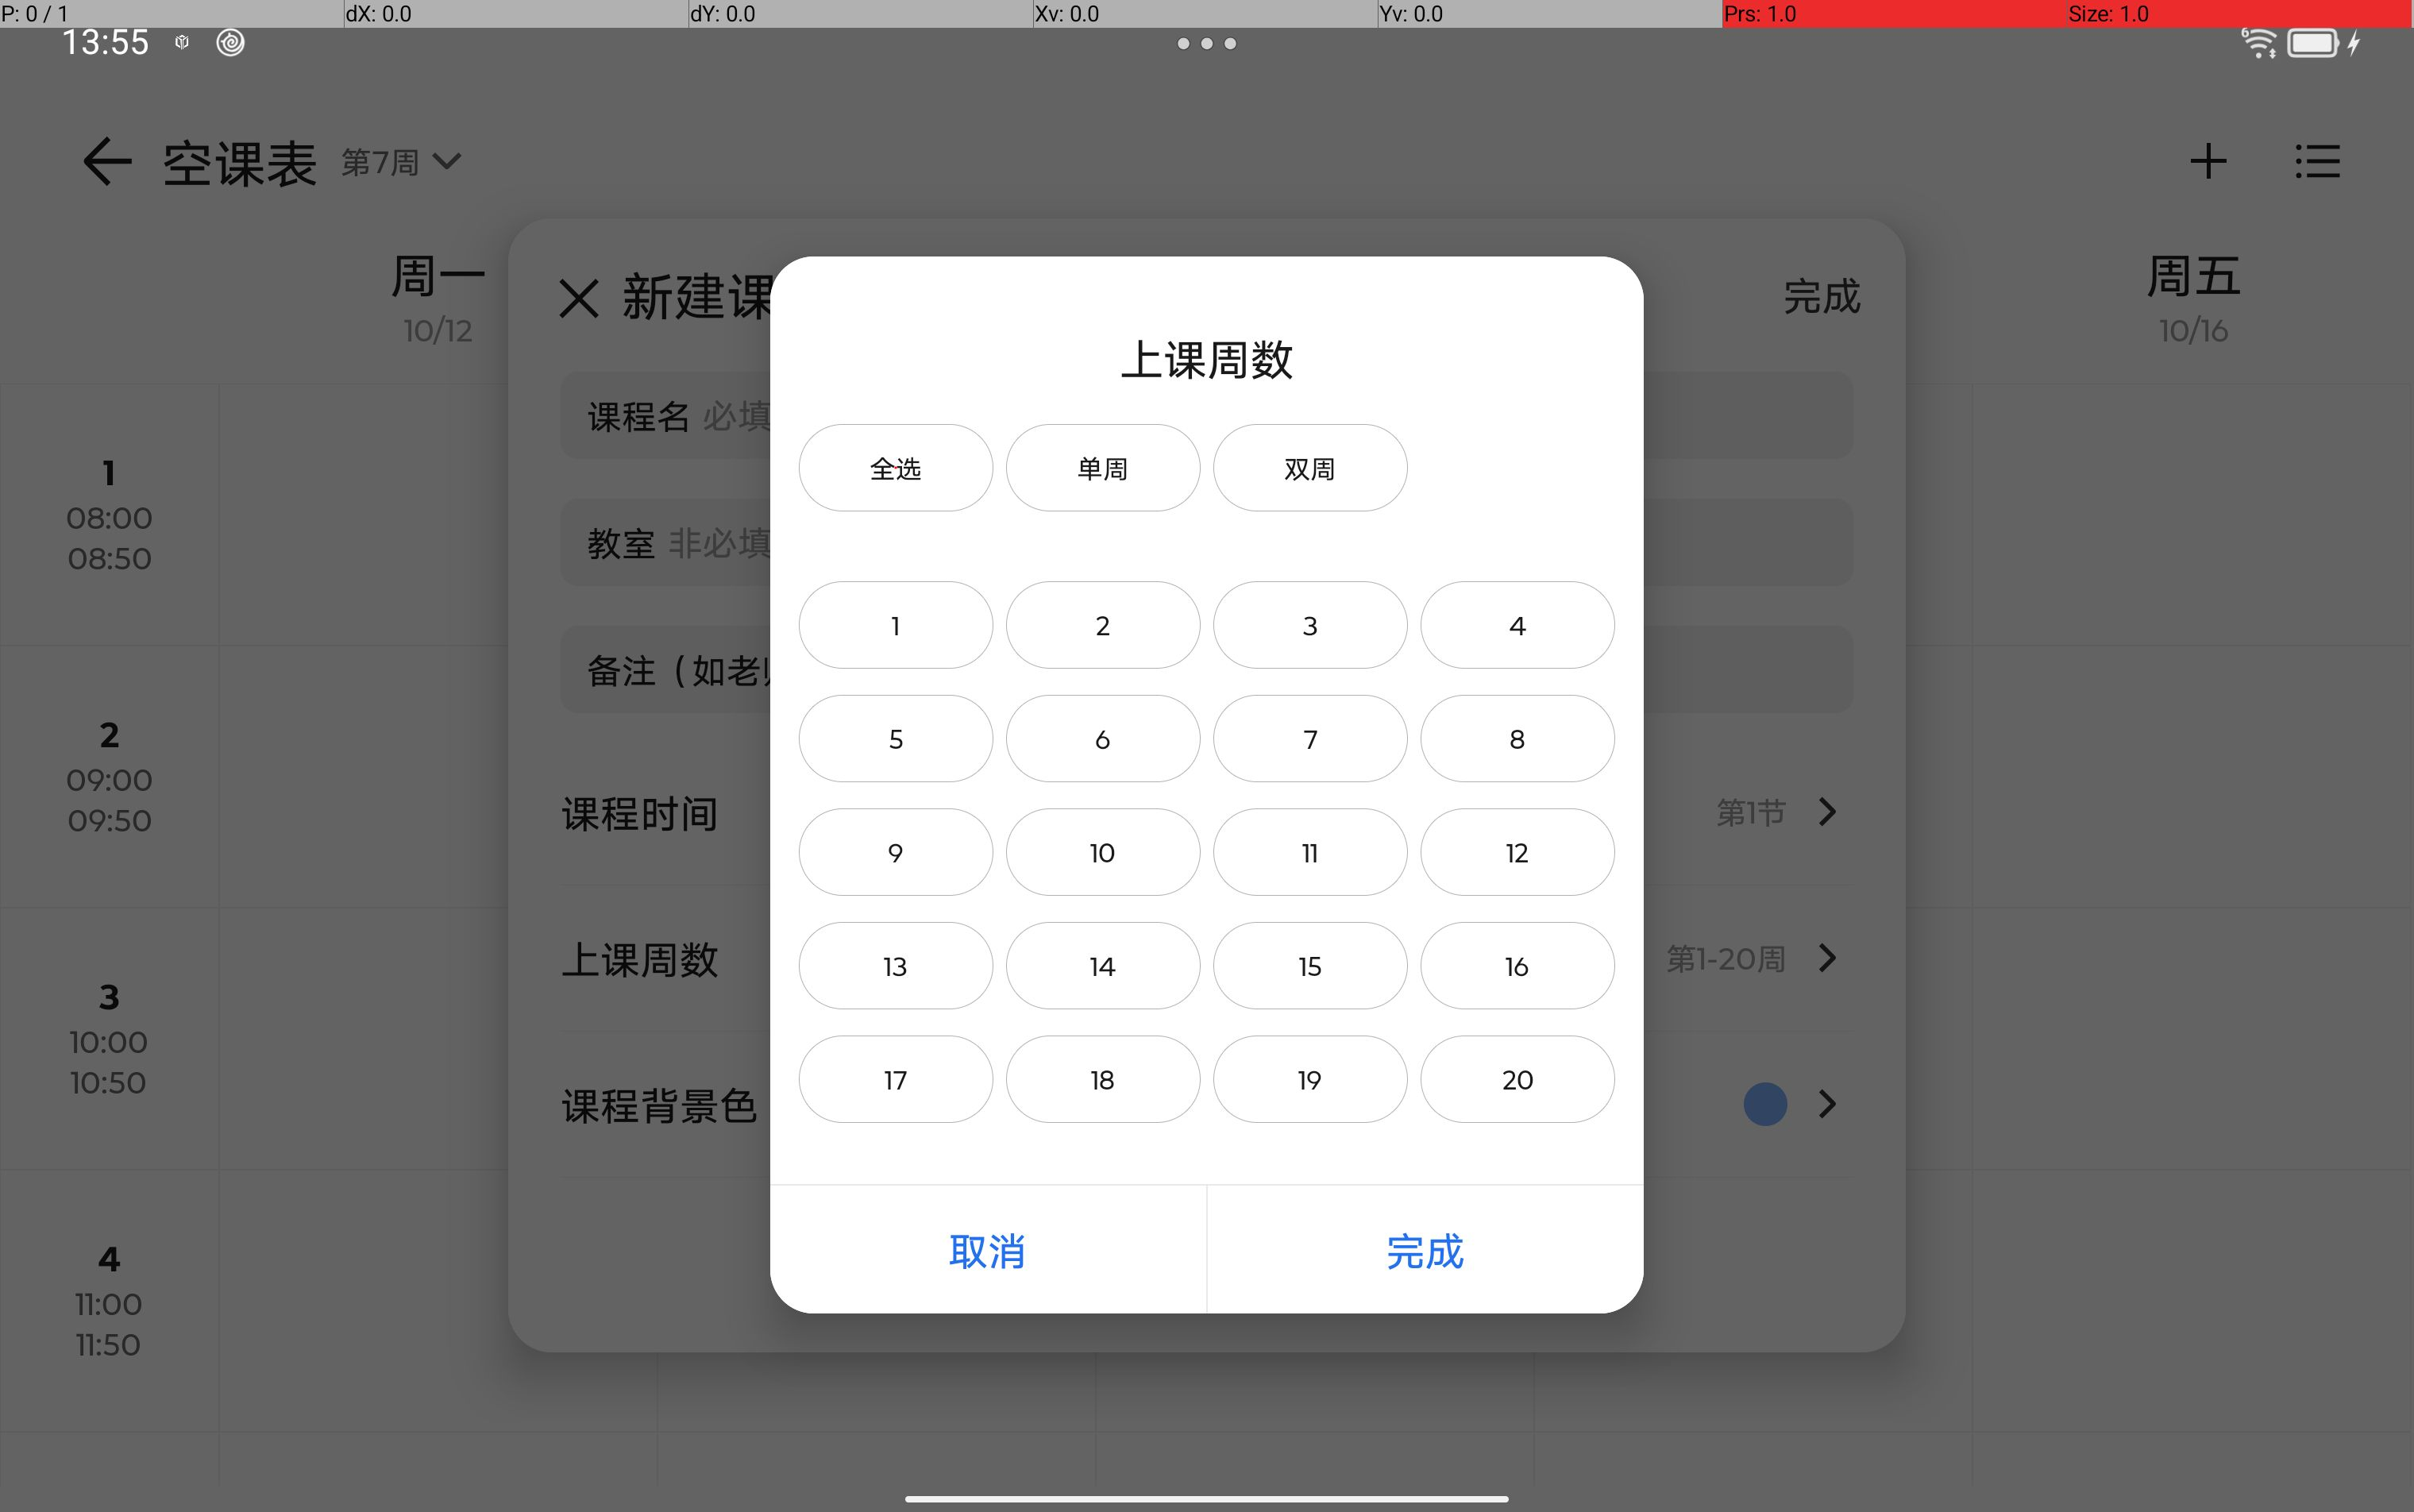 P: 0 / 1 dX: 0.0 dY: 0.0 Xv: 0.0 Yv: 0.0 Prs: 1.0 Size: 1.0
13:55
6
空课表 第7周
周一
10/12
周五
10/16
新建课
完成
课程名 必填
教室 非必填
备注（如老
课程时间
第1节
上课周数
第1-20周
课程背景色
1
08:00
08:50
2
09:00
09:50
3
10:00
10:50
4
11:00
11:50
上课周数
全选 单周 双周
1 2 3 4
5 6 7 8
9 10 11 12
13 14 15 16
17 18 19 20
取消 完成